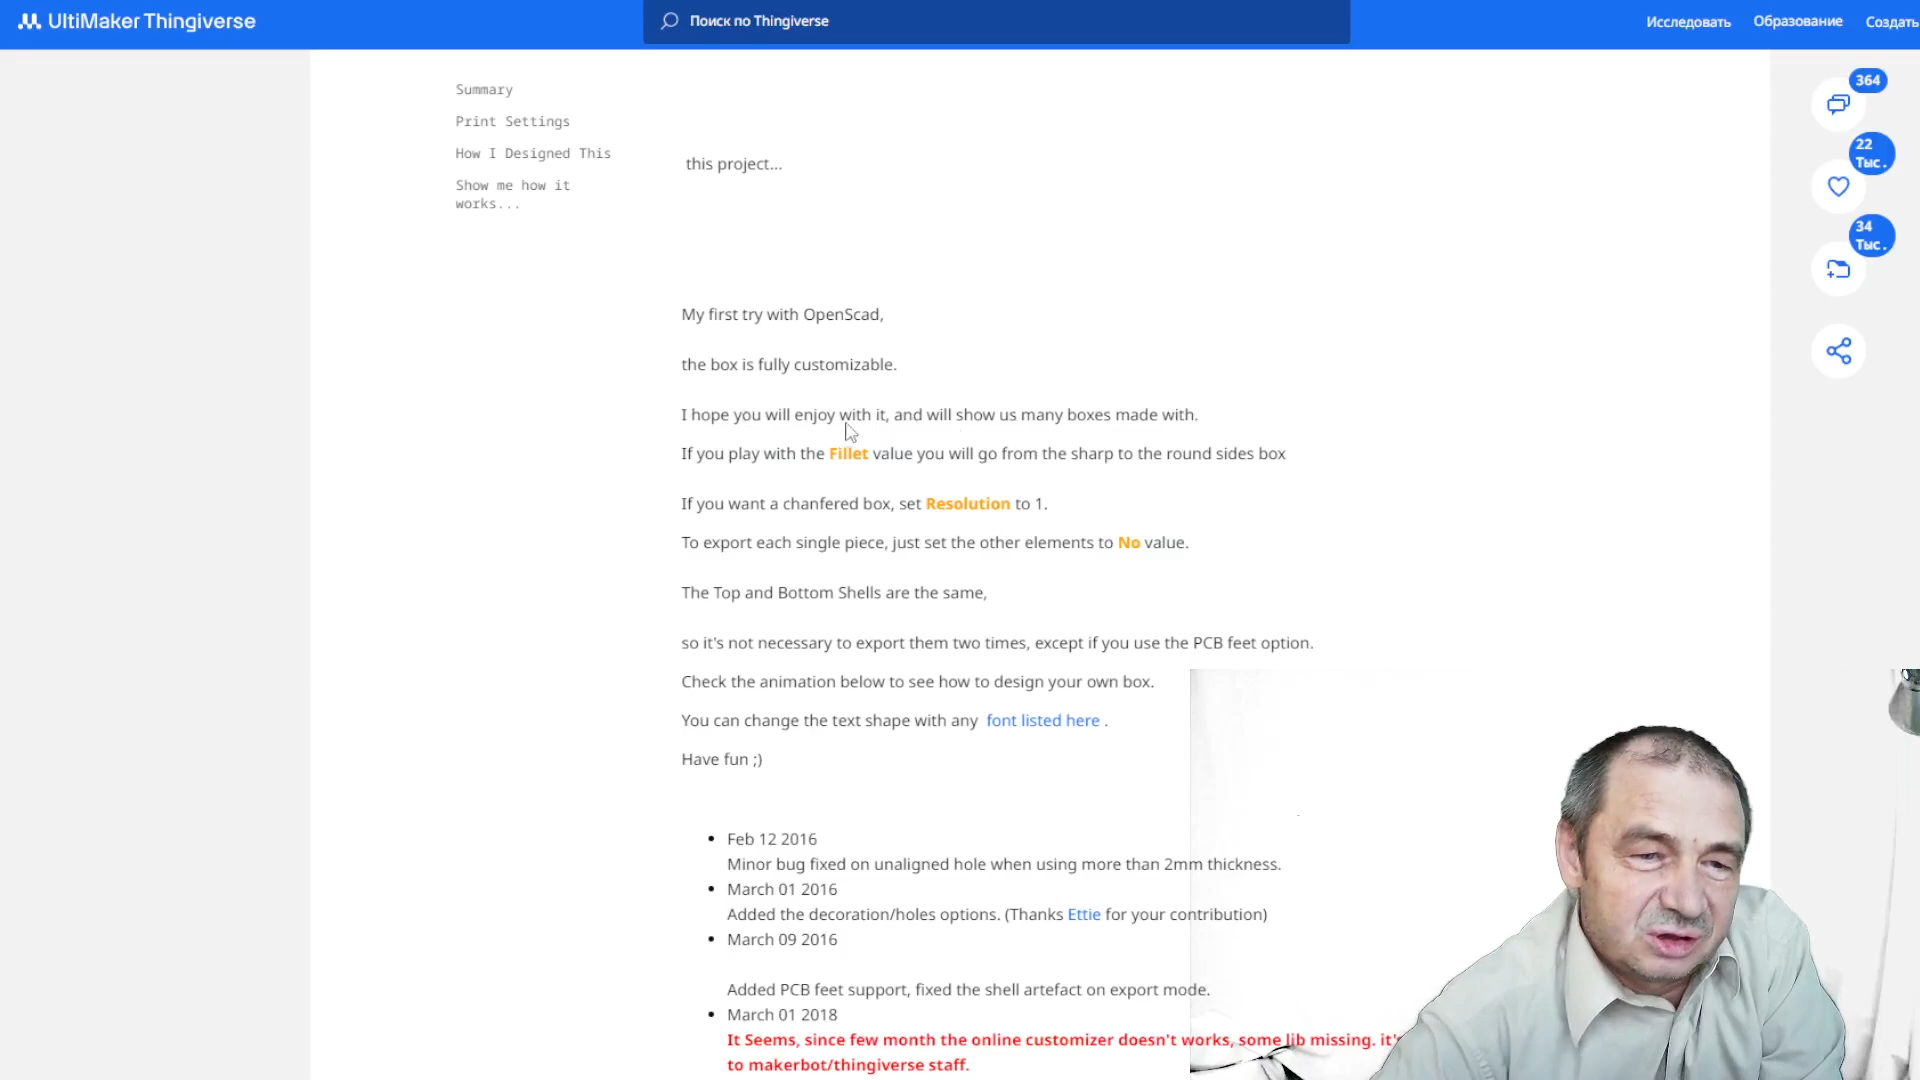 UltiMaker Thingiverse
Поиск по Thingiverse
Исследовать Образование Создать
Summary
Print Settings
How I Designed This
Show me how it
works...
364
22
Тыс.
34
Тыс.
this project...
My first try with OpenScad,
the box is fully customizable.
I hope you will enjoy with it, and will show us many boxes made with.
If you play with the Fillet value you will go from the sharp to the round sides box
If you want a chanfered box, set Resolution to 1.
To export each single piece, just set the other elements to No value.
The Top and Bottom Shells are the same,
so it's not necessary to export them two times, except if you use the PCB feet option.
Check the animation below to see how to design your own box.
You can change the text shape with any font listed here .
Have fun ;)
• Feb 12 2016
Minor bug fixed on unaligned hole when using more than 2mm thickness.
• March 01 2016
Added the decoration/holes options. (Thanks Ettie for your contribution)
• March 09 2016
Added PCB feet support, fixed the shell artefact on export mode.
• March 01 2018
It Seems, since few month the online customizer doesn't works, some lib missing. it's
to makerbot/thingiverse staff.